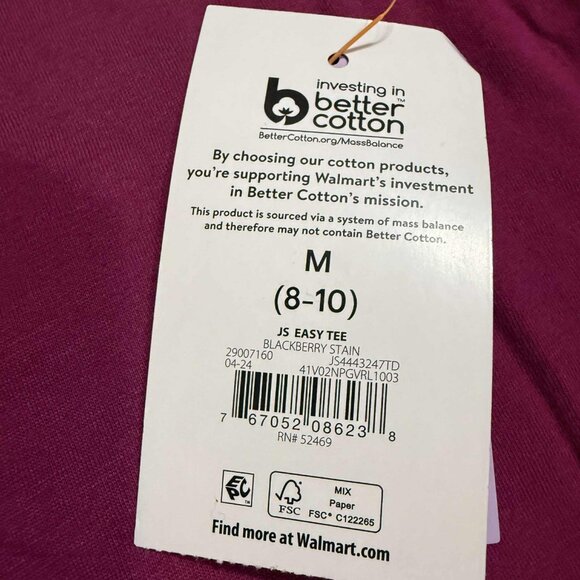 investing in
better™
cotton
BetterCotton.org/MassBalance
By choosing our cotton products,
you're supporting Walmart's investment
in Better Cotton's mission.
This product is sourced via a system of mass balance
and therefore may not contain Better Cotton.
M
(8-10)
JS EASY TEE
BLACKBERRY STAIN
29007160 JS4443247TD
04-24 41V02NPGVRL1003
7 67052 08623 8
RN# 52469
EPC™
FSC
MIX
Paper
FSC® C122265
Find more at Walmart.com